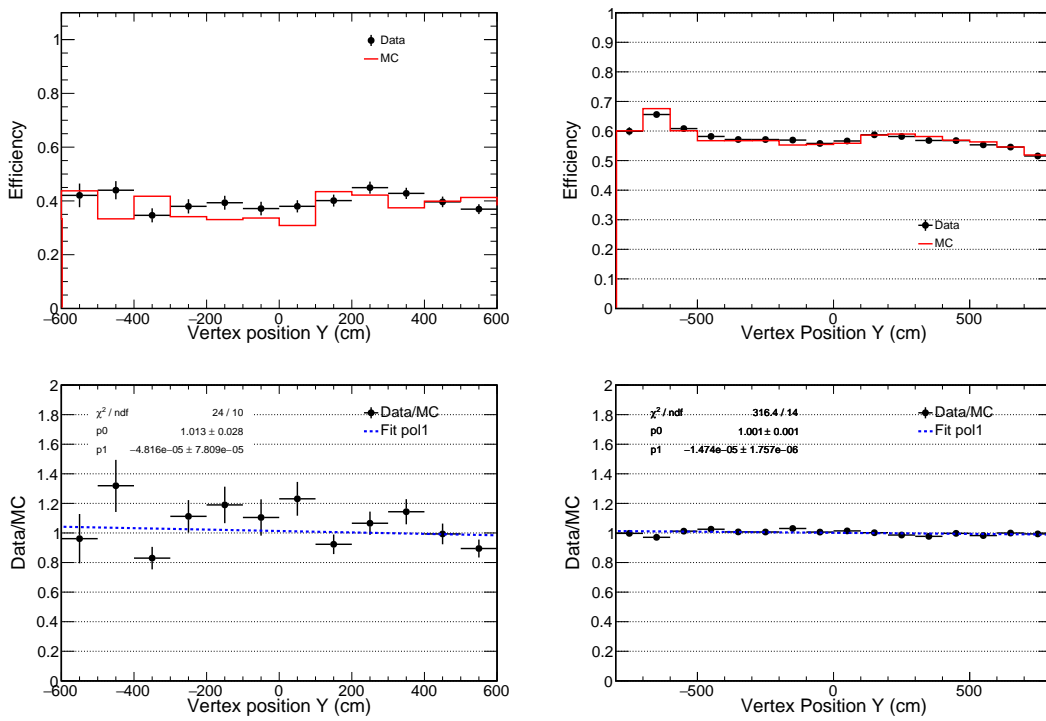 1
0.8
0.6
0.4
0.2
0
Efficiency
Data
MC
−600 −400 −200 0 200 400 600
Vertex position Y (cm)
1
0.9
0.8
0.7
0.6
0.5
0.4
0.3
0.2
0.1
0
Efficiency
Data
MC
−500 0 500
Vertex Position Y (cm)
2
1.8
1.6
1.4
1.2
1
0.8
0.6
0.4
0.2
0
Data/MC
χ² / ndf 24 / 10
p0 1.013 ± 0.028
p1 −4.816e−05 ± 7.809e−05
Data/MC
Fit pol1
−600 −400 −200 0 200 400 600
Vertex position Y (cm)
2
1.8
1.6
1.4
1.2
1
0.8
0.6
0.4
0.2
0
Data/MC
χ² / ndf 316.4 / 14
p0 1.001 ± 0.001
p1 −1.474e−05 ± 1.757e−06
Data/MC
Fit pol1
−500 0 500
Vertex Position Y (cm)